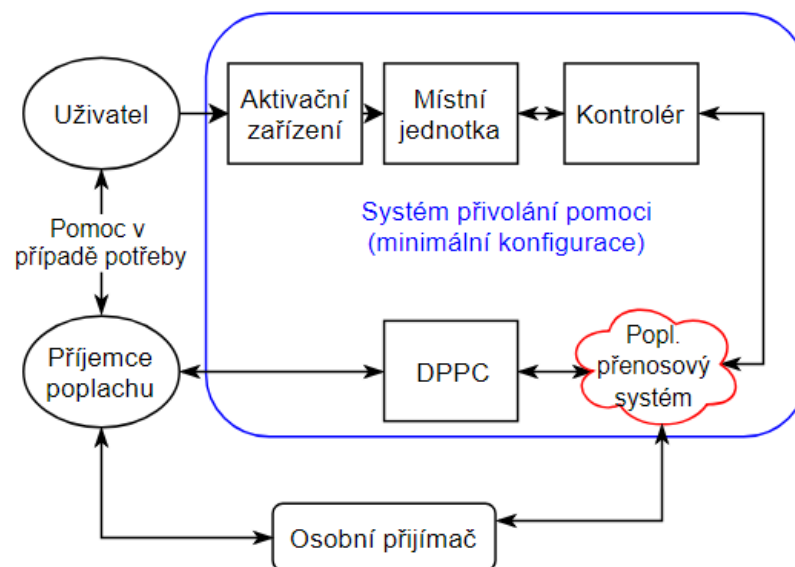 Uživatel
Aktivační
zařízení
Místní
jednotka
Kontrolér
Systém přivolání pomoci
(minimální konfigurace)
Pomoc v
případě potřeby
Příjemce
poplachu
DPPC
Popl.
přenosový
systém
Osobní přijímač